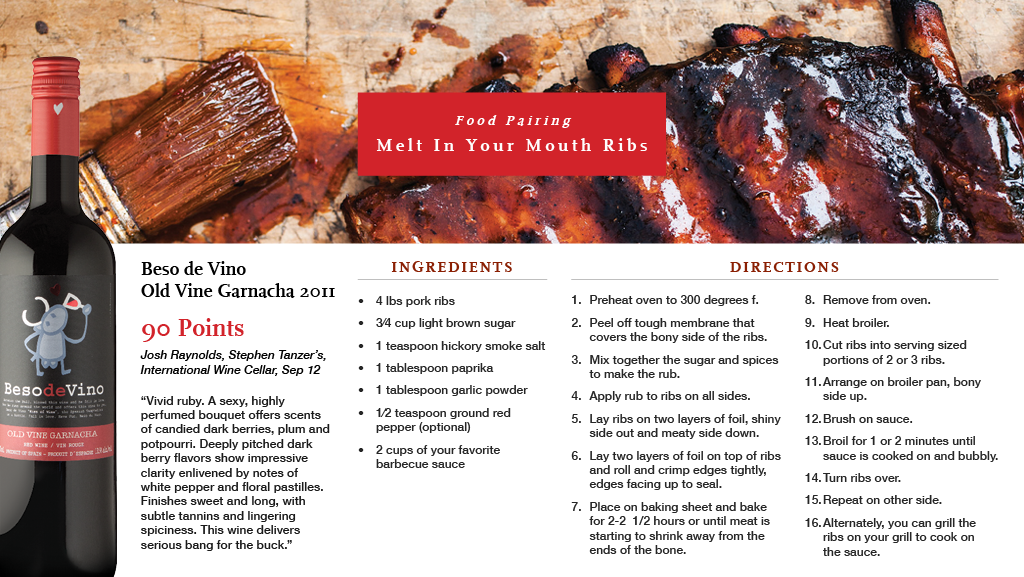 Food Pairing
Melt In Your Mouth Ribs
BesodeVino
OLD VINE GARNACHA
RED WINE / VIN ROUGE
Beso de Vino
Old Vine Garnacha 2011
90 Points
Josh Raynolds, Stephen Tanzer’s,
International Wine Cellar, Sep 12
“Vivid ruby. A sexy, highly
perfumed bouquet offers scents
of candied dark berries, plum and
potpourri. Deeply pitched dark
berry flavors show impressive
clarity enlivened by notes of
white pepper and floral pastilles.
Finishes sweet and long, with
subtle tannins and lingering
spiciness. This wine delivers
serious bang for the buck.”
INGREDIENTS
• 4 lbs pork ribs
• 3⁄4 cup light brown sugar
• 1 teaspoon hickory smoke salt
• 1 tablespoon paprika
• 1 tablespoon garlic powder
• 1⁄2 teaspoon ground red
pepper (optional)
• 2 cups of your favorite
barbecue sauce
DIRECTIONS
1. Preheat oven to 300 degrees f.
2. Peel off tough membrane that
covers the bony side of the ribs.
3. Mix together the sugar and spices
to make the rub.
4. Apply rub to ribs on all sides.
5. Lay ribs on two layers of foil, shiny
side out and meaty side down.
6. Lay two layers of foil on top of ribs
and roll and crimp edges tightly,
edges facing up to seal.
7. Place on baking sheet and bake
for 2-2 1/2 hours or until meat is
starting to shrink away from the
ends of the bone.
8. Remove from oven.
9. Heat broiler.
10. Cut ribs into serving sized
portions of 2 or 3 ribs.
11. Arrange on broiler pan, bony
side up.
12. Brush on sauce.
13. Broil for 1 or 2 minutes until
sauce is cooked on and bubbly.
14. Turn ribs over.
15. Repeat on other side.
16. Alternately, you can grill the
ribs on your grill to cook on
the sauce.